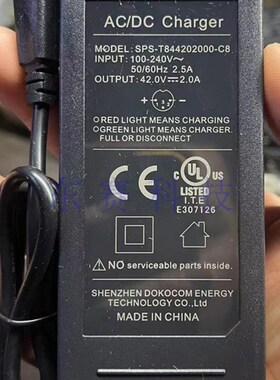 AC/DC Charger
MODEL: SPS-T844202000-C8
INPUT: 100-240V~
50/60Hz 2.5A
OUTPUT: 42.0V⎓2.0A
RED LIGHT MEANS-CHARGING
GREEN LIGHT MEANS CHARGER.
FULL OR DISCONNECT
CE
C UL US
LISTED
I.T.E
E307126
NO serviceable parts inside.
SHENZHEN DOKOCOM ENERGY
TECHNOLOGY CO.,Ltd
MADE IN CHINA